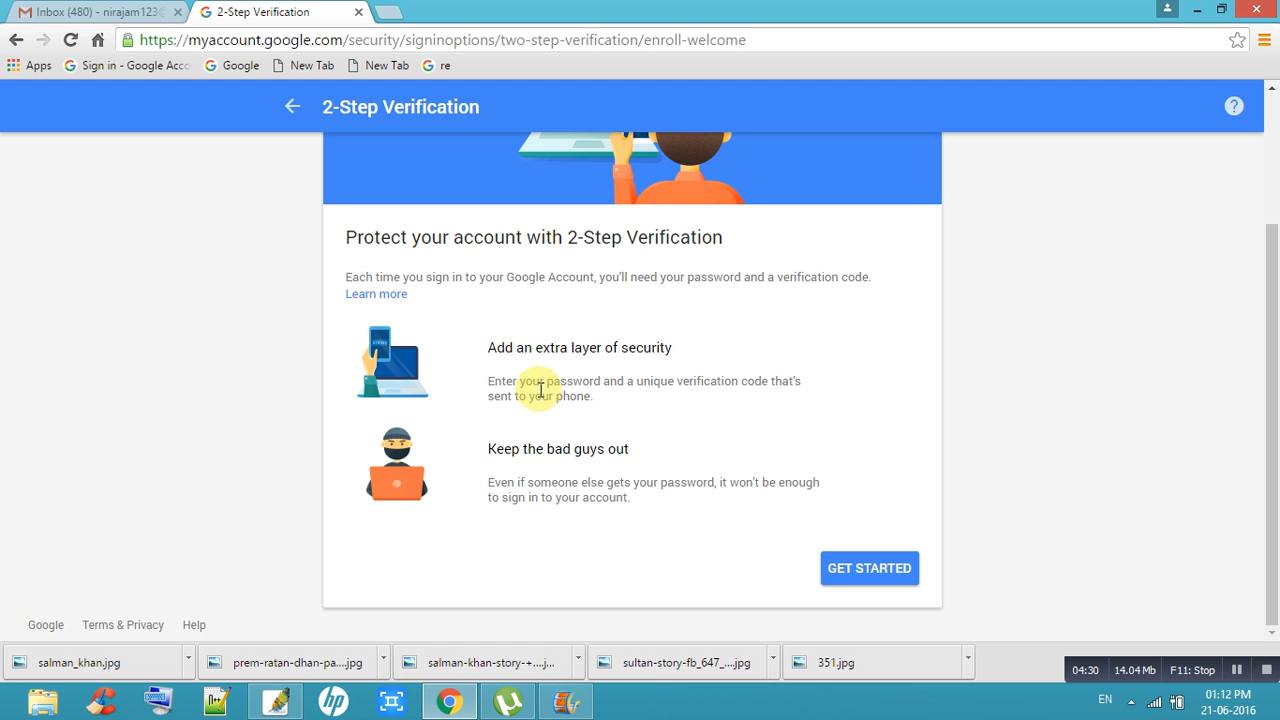 Inbox (480) - nirajam123@
2-Step Verification
https://myaccount.google.com/security/signinoptions/two-step-verification/enroll-welcome
Apps
Sign in - Google Acco
Google
New Tab
New Tab
re
2-Step Verification
?
Protect your account with 2-Step Verification
Each time you sign in to your Google Account, you'll need your password and a verification code.
Learn more
Add an extra layer of security
Enter your password and a unique verification code that's
sent to your phone.
Keep the bad guys out
Even if someone else gets your password, it won't be enough
to sign in to your account.
GET STARTED
Google
Terms & Privacy
Help
salman_khan.jpg
prem-ratan-dhan-pa....jpg
salman-khan-story-+...j...
sultan-story-fb_647_...jpg
351.jpg
04:30
14.04 Mb
F11: Stop
EN
01:12 PM
21-06-2016